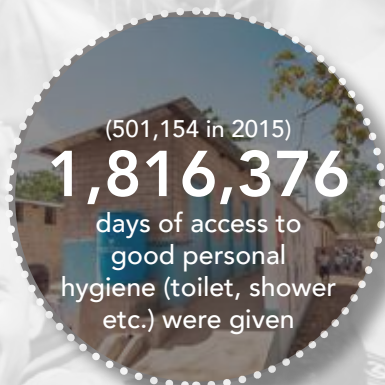 (501,154 in 2015)
1,816,376
days of access to
good personal
hygiene (toilet, shower
etc.) were given